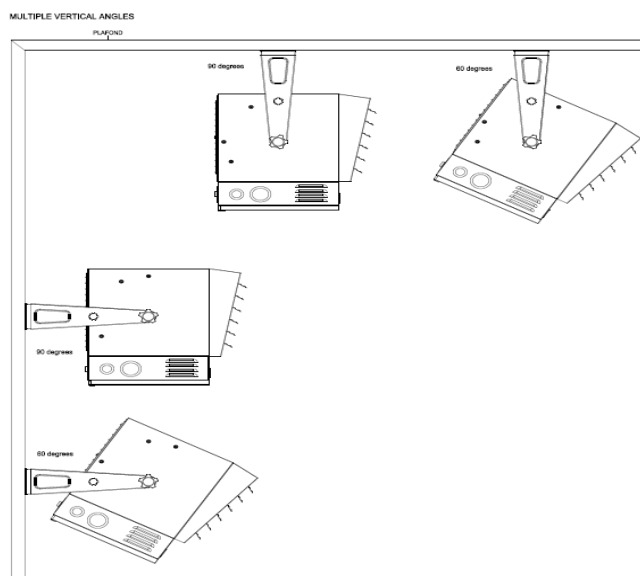 MULTIPLE VERTICAL ANGLES
PLAFOND
90 degrees
60 degrees
90 degrees
60 degrees